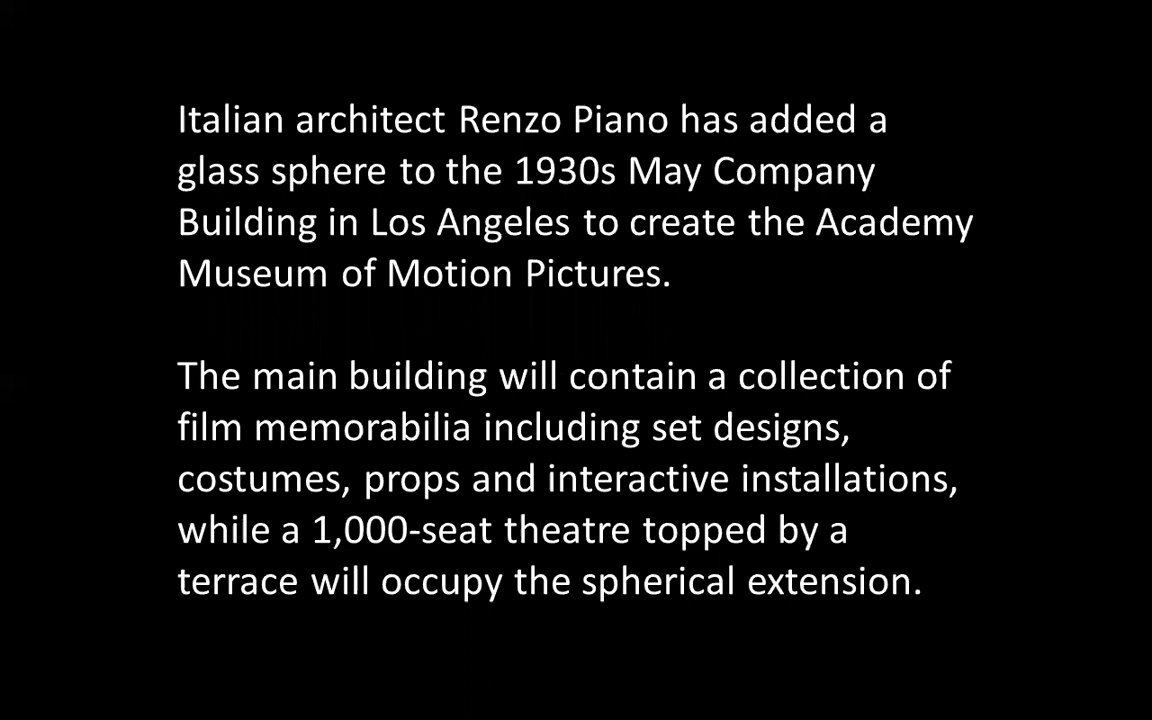 Italian architect Renzo Piano has added a
glass sphere to the 1930s May Company
Building in Los Angeles to create the Academy
Museum of Motion Pictures.
The main building will contain a collection of
film memorabilia including set designs,
costumes, props and interactive installations,
while a 1,000-seat theatre topped by a
terrace will occupy the spherical extension.